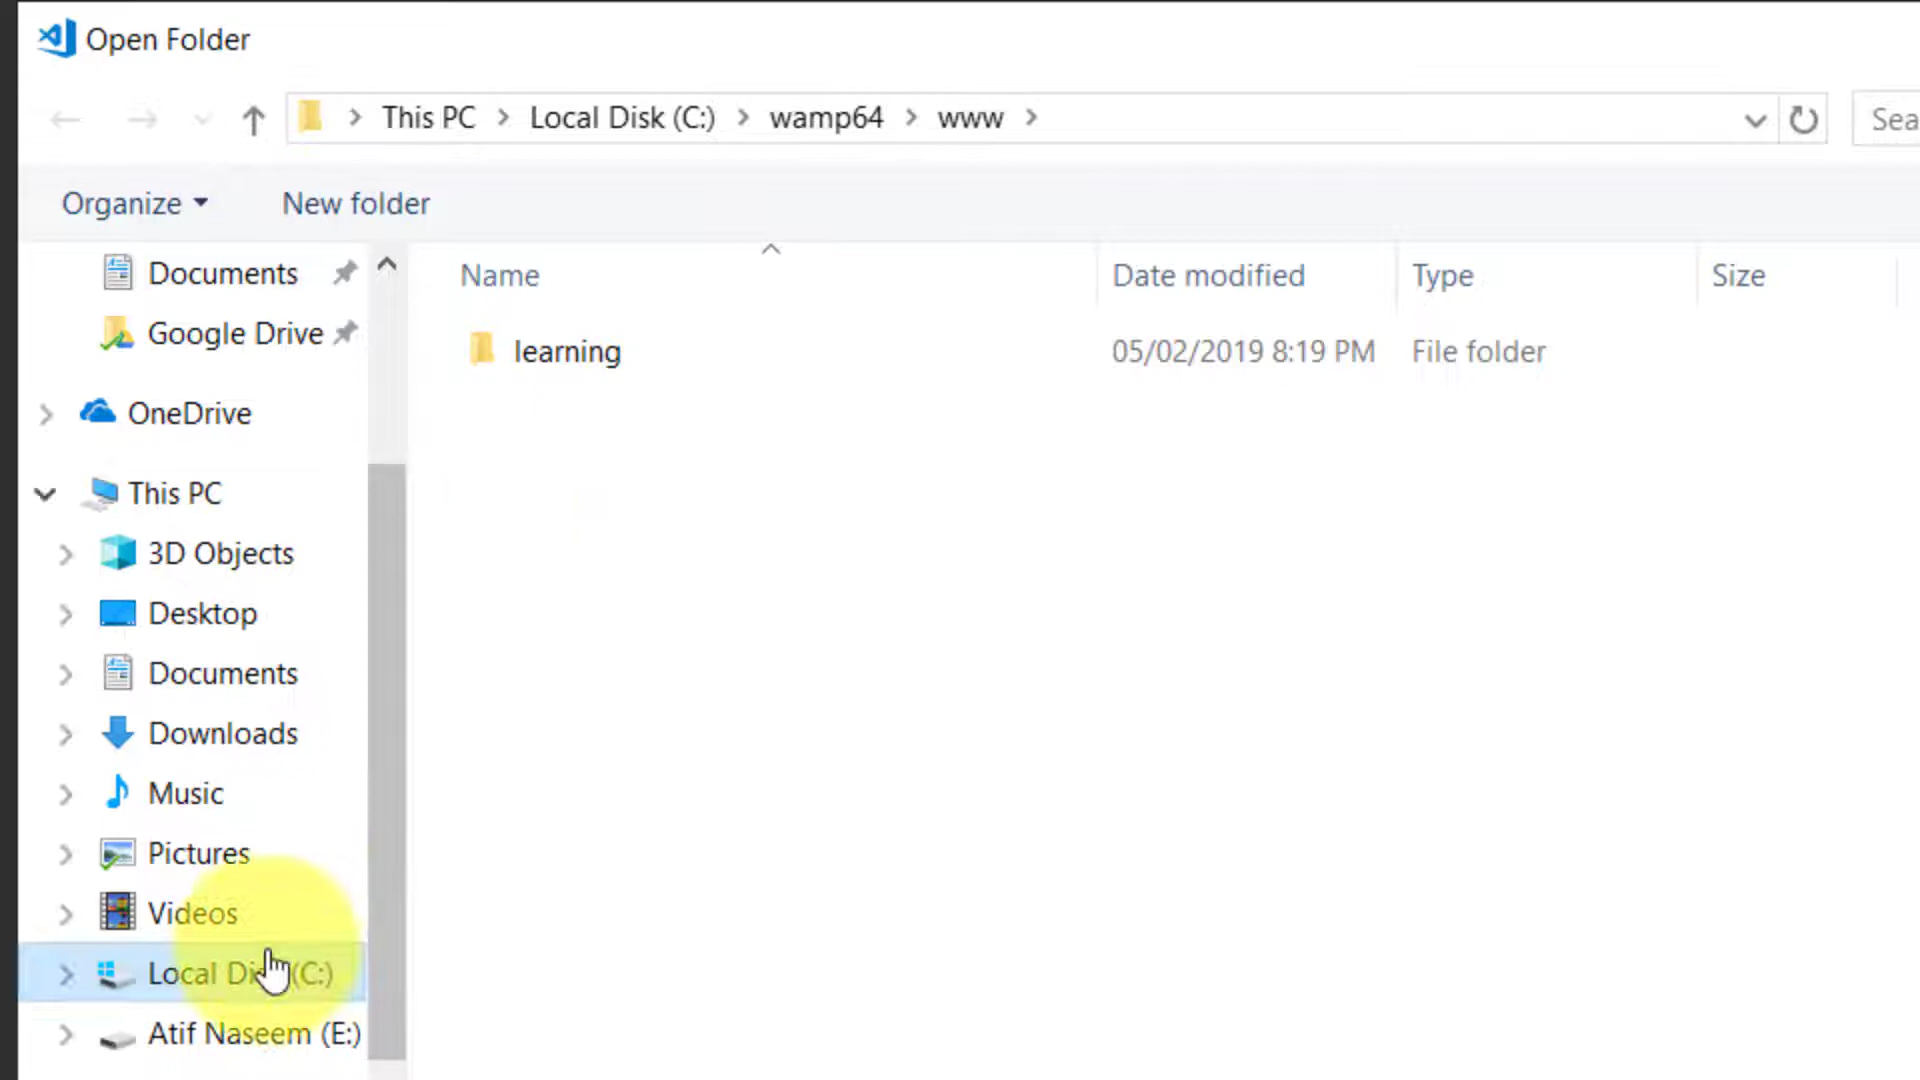 Open Folder
This PC > Local Disk (C:) > wamp64 > www >
Sea
Organize
New folder
Name
Date modified
Type
Size
learning
05/02/2019 8:19 PM
File folder
Documents
Google Drive
OneDrive
This PC
3D Objects
Desktop
Documents
Downloads
Music
Pictures
Videos
Local Disk (C:)
Atif Naseem (E:)